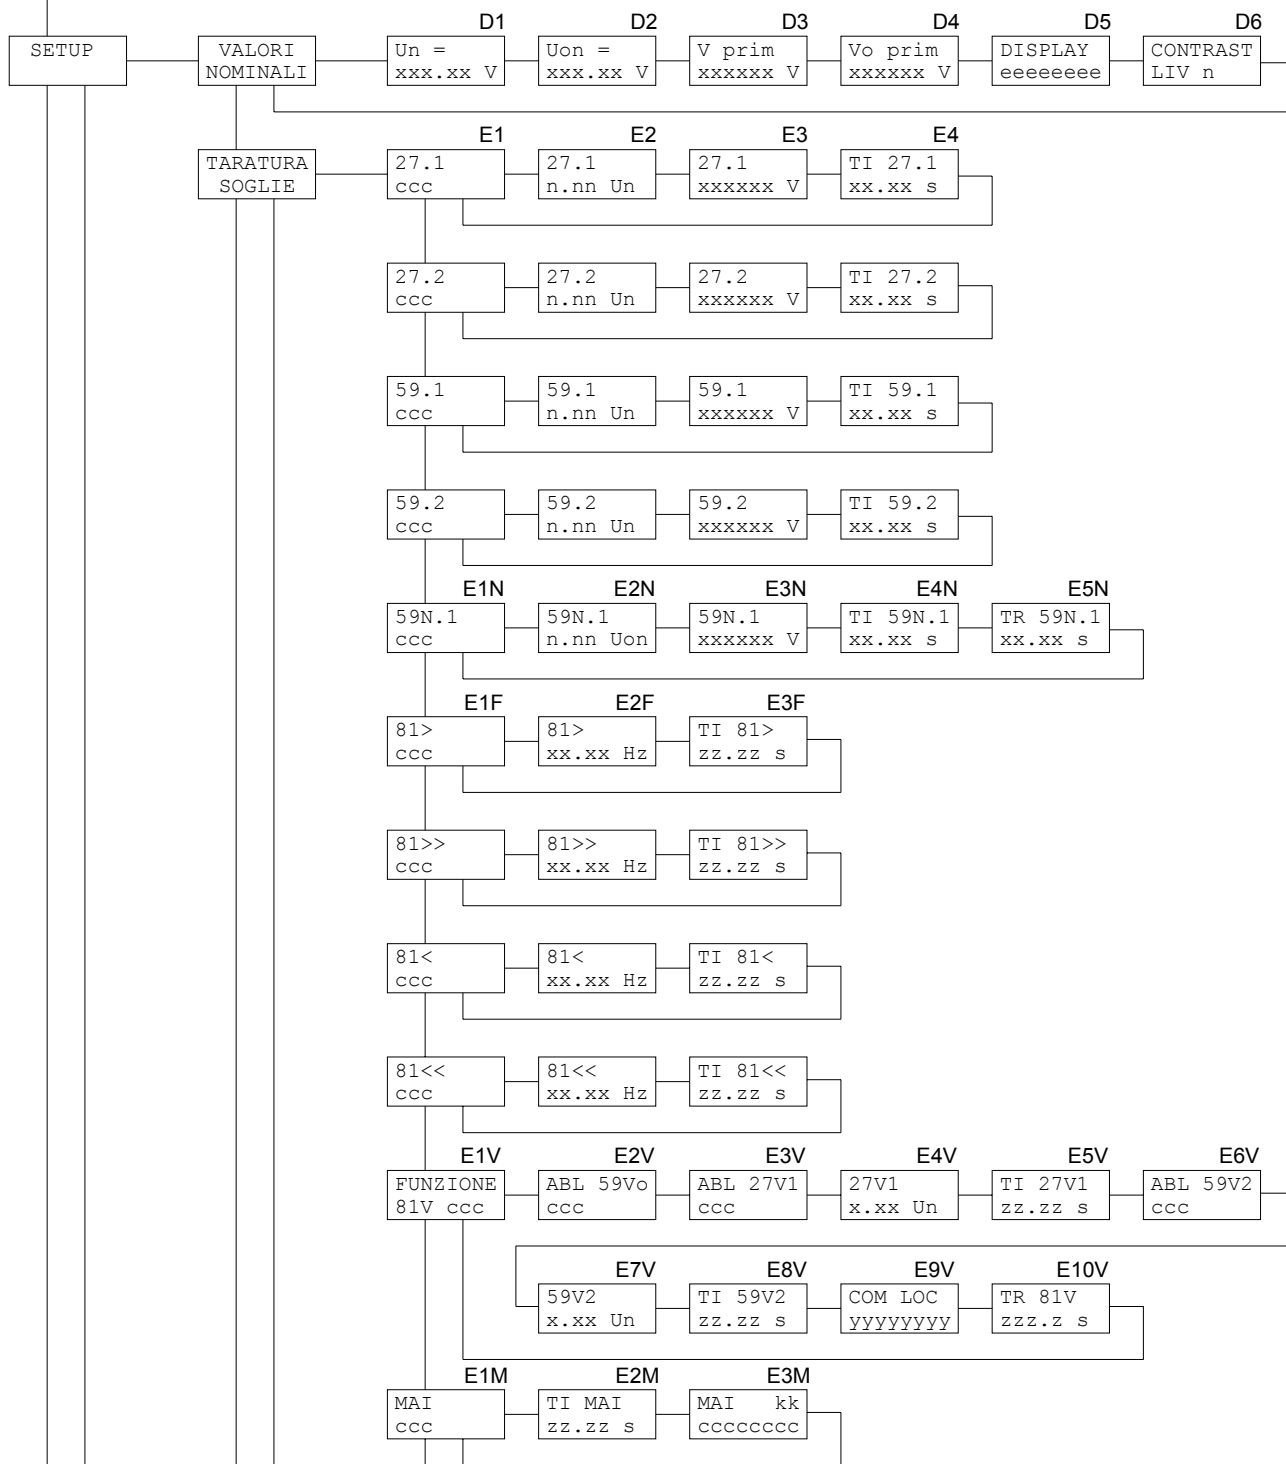 D1 D2 D3 D4 D5 D6
SETUP VALORI Un = Uon = V prim Vo prim DISPLAY CONTRAST
NOMINALI xxx.xx V xxx.xx V xxxxxx V xxxxxx V eeeeeeee LIV n
E1 E2 E3 E4
TARATURA 27.1 27.1 27.1 TI 27.1
SOGLIE ccc n.nn Un xxxxxx V xx.xx s
27.2 27.2 27.2 TI 27.2
ccc n.nn Un xxxxxx V xx.xx s
59.1 59.1 59.1 TI 59.1
ccc n.nn Un xxxxxx V xx.xx s
59.2 59.2 59.2 TI 59.2
ccc n.nn Un xxxxxx V xx.xx s
E1N E2N E3N E4N E5N
59N.1 59N.1 59N.1 TI 59N.1 TR 59N.1
ccc n.nn Uon xxxxxx V xx.xx s xx.xx s
E1F E2F E3F
81> 81> TI 81>
ccc xx.xx Hz zz.zz s
81>> 81>> TI 81>>
ccc xx.xx Hz zz.zz s
81< 81< TI 81<
ccc xx.xx Hz zz.zz s
81<< 81<< TI 81<<
ccc xx.xx Hz zz.zz s
E1V E2V E3V E4V E5V E6V
FUNZIONE ABL 59Vo ABL 27V1 27V1 TI 27V1 ABL 59V2
81V ccc ccc ccc x.xx Un zz.zz s ccc
E7V E8V E9V E10V
59V2 TI 59V2 COM LOC TR 81V
x.xx Un zz.zz s yyyyyyyy zzz.z s
E1M E2M E3M
MAI TI MAI MAI kk
ccc zz.zz s cccccccc